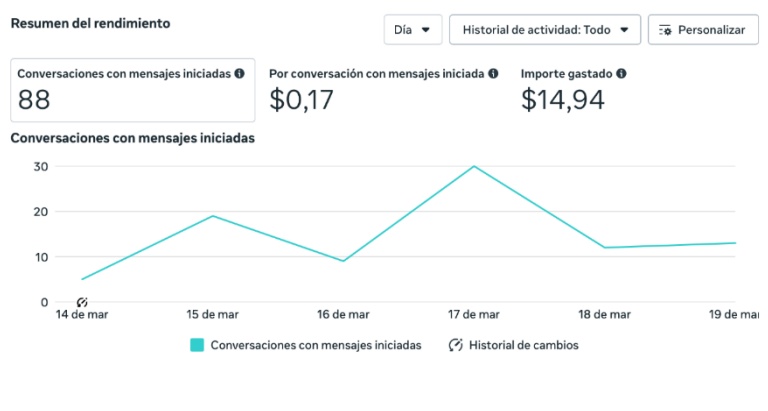 Resumen del rendimiento
Día
Historial de actividad: Todo
Personalizar
Conversaciones con mensajes iniciadas
88
Por conversación con mensajes iniciada
$0,17
Importe gastado
$14,94
Conversaciones con mensajes iniciadas
30
20
10
0
14 de mar
15 de mar
16 de mar
17 de mar
18 de mar
19 de mar
Conversaciones con mensajes iniciadas
Historial de cambios